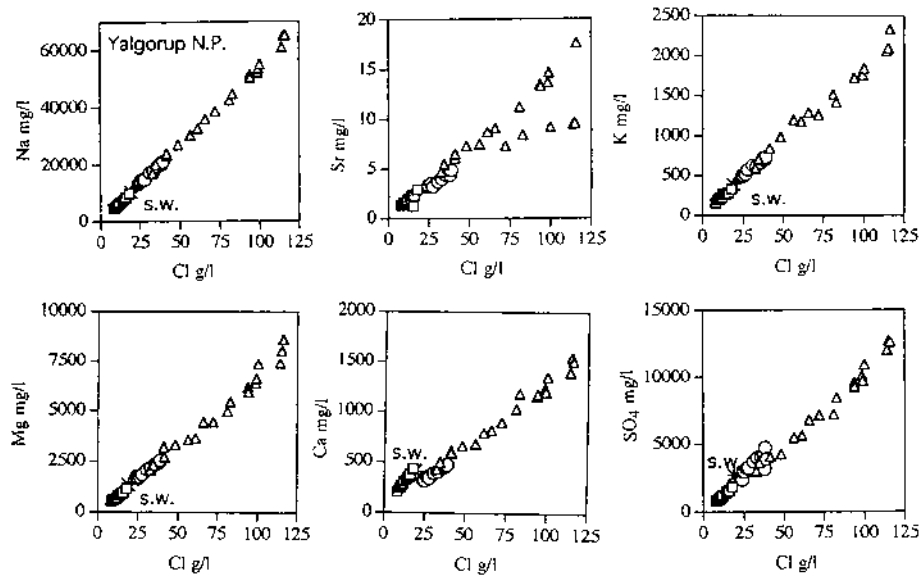 Yalgorup N.P.
Na mg/l
60000
40000
20000
0
s.w.
0 25 50 75 100 125
Cl g/l
Sr mg/l
20
15
10
5
0
0 25 50 75 100 125
Cl g/l
K mg/l
2500
2000
1500
1000
500
0
s.w.
0 25 50 75 100 125
Cl g/l
Mg mg/l
10000
7500
5000
2500
0
s.w.
0 25 50 75 100 125
Cl g/l
Ca mg/l
2000
1500
1000
500
0
s.w.
0 25 50 75 100 125
Cl g/l
SO4 mg/l
15000
10000
5000
0
s.w.
0 25 50 75 100 125
Cl g/l